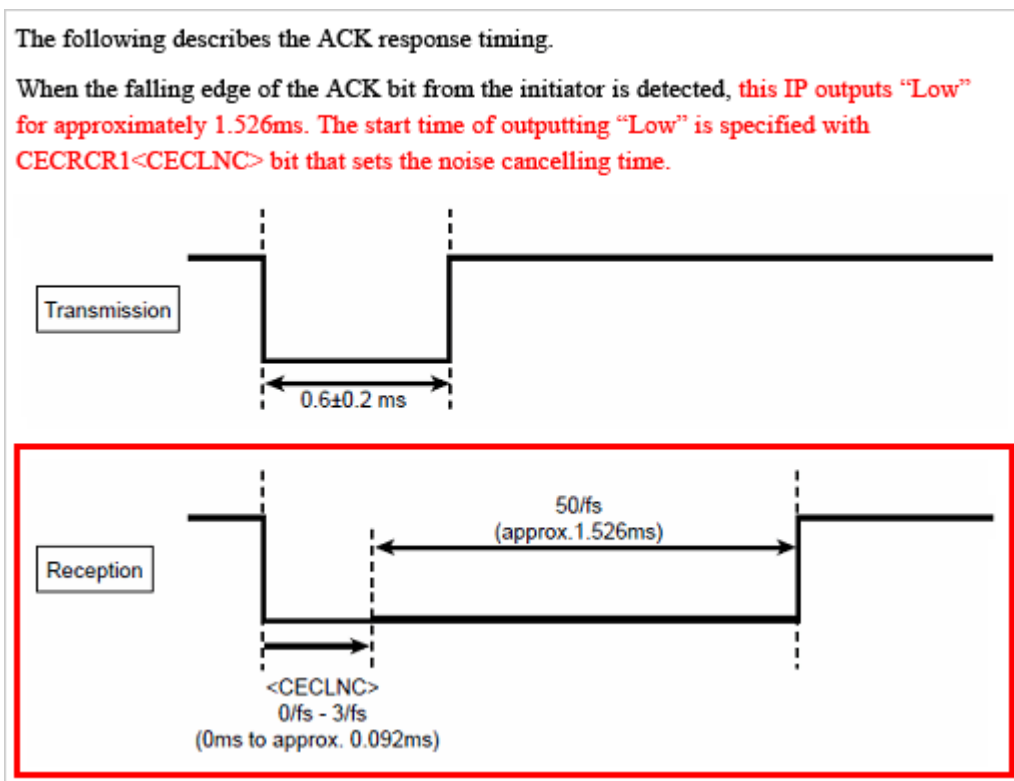 The following describes the ACK response timing.
When the falling edge of the ACK bit from the initiator is detected, this IP outputs “Low”
for approximately 1.526ms. The start time of outputting “Low” is specified with
CECRCR1<CECLNC> bit that sets the noise cancelling time.
Transmission
0.6±0.2 ms
50/fs
(approx.1.526ms)
Reception
<CECLNC>
0/fs - 3/fs
(0ms to approx. 0.092ms)